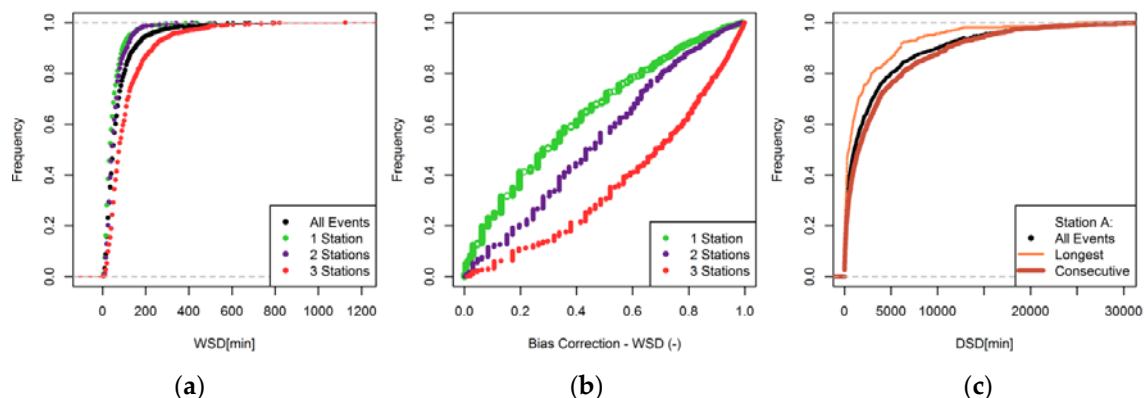 Frequency
1.0
0.8
0.6
0.4
0.2
0.0
All Events
1 Station
2 Stations
3 Stations
0 200 400 600 800 1000 1200
WSD[min]
(a)
Frequency
1.0
0.8
0.6
0.4
0.2
0.0
1 Station
2 Stations
3 Stations
0.0 0.2 0.4 0.6 0.8 1.0
Bias Correction - WSD (-)
(b)
Frequency
1.0
0.8
0.6
0.4
0.2
0.0
Station A:
All Events
Longest
Consecutive
0 5000 10000 20000 30000
DSD[min]
(c)